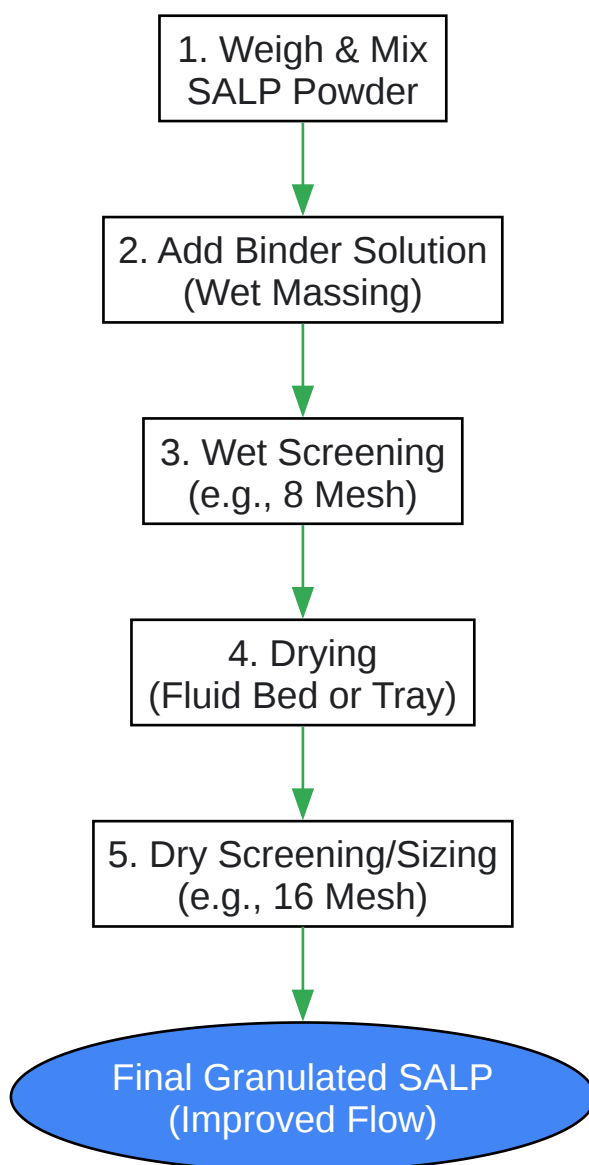 1. Weigh & Mix
SALP Powder
2. Add Binder Solution
(Wet Massing)
3. Wet Screening
(e.g., 8 Mesh)
4. Drying
(Fluid Bed or Tray)
5. Dry Screening/Sizing
(e.g., 16 Mesh)
Final Granulated SALP
(Improved Flow)